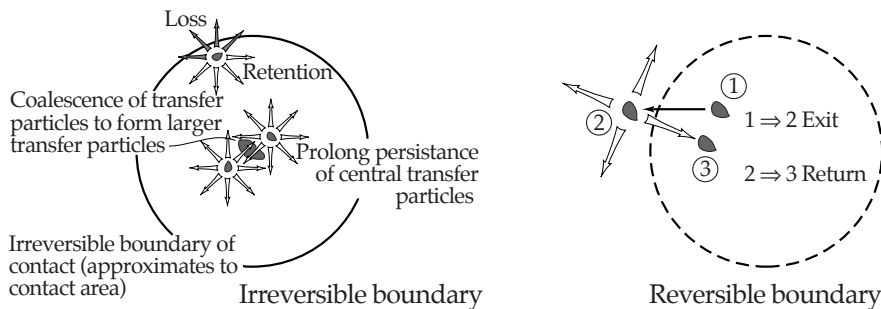 Loss
Retention
Coalescence of transfer
particles to form larger
transfer particles
Prolong persistance
of central transfer
particles
Irreversible boundary of
contact (approximates to
contact area)
Irreversible boundary
1
2
3
1 ⇒ 2 Exit
2 ⇒ 3 Return
Reversible boundary